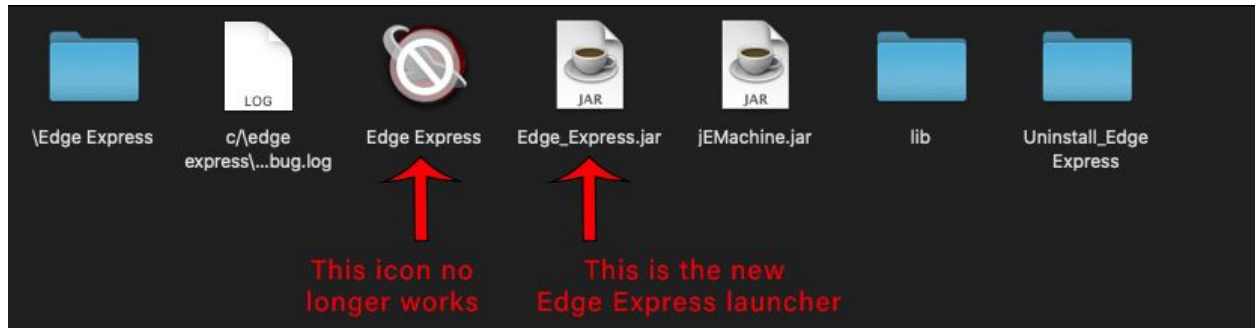 LOG
JAR
JAR
\Edge Express
c/\edge
express\...bug.log
Edge Express
Edge_Express.jar
jEMachine.jar
lib
Uninstall_Edge
Express
This icon no
longer works
This is the new
Edge Express launcher